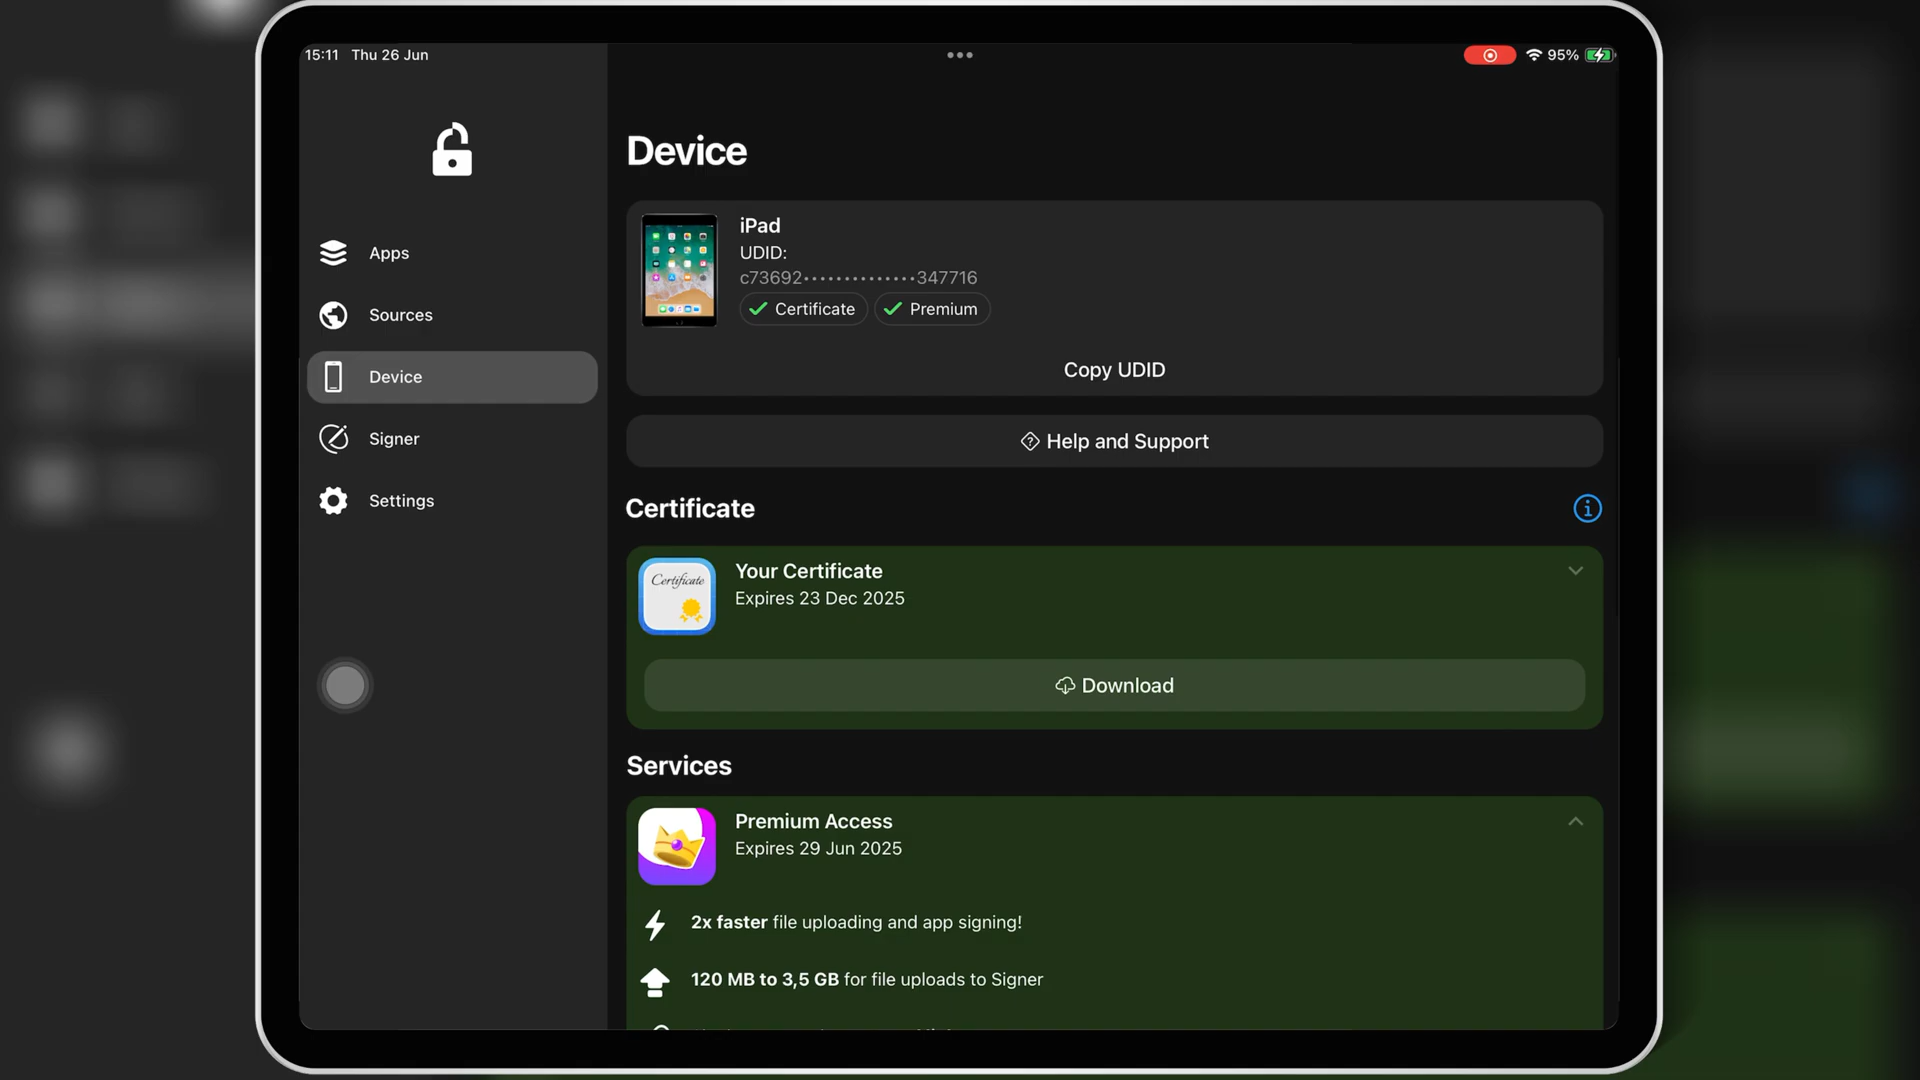 15:11 Thu 26 Jun
95%
Apps
Sources
Device
Signer
Settings
Device
iPad
UDID:
c73692••••••••••••••347716
Certificate
Premium
Copy UDID
Help and Support
Certificate
Certificate
Your Certificate
Expires 23 Dec 2025
Download
Services
Premium Access
Expires 29 Jun 2025
2x faster file uploading and app signing!
120 MB to 3,5 GB for file uploads to Signer